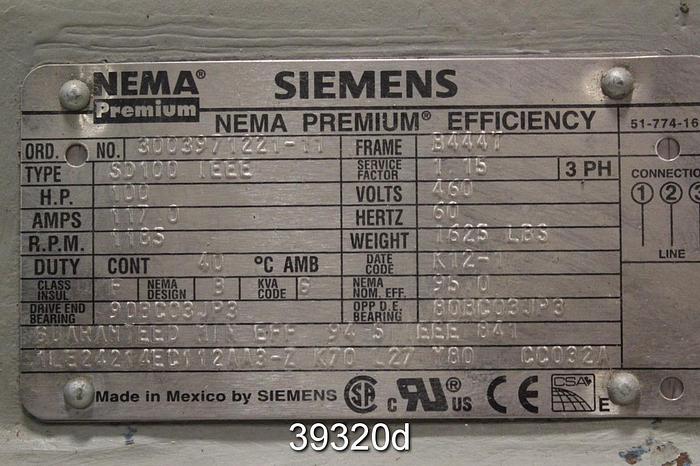 NEMA® SIEMENS
Premium
NEMA PREMIUM® EFFICIENCY
51-774-16
ORD. NO. 3003971221-11 FRAME B444T
TYPE SD100 IEEE SERVICE FACTOR 1.15 3 PH
H.P. 100 VOLTS 460
AMPS 117.0 HERTZ 60
R.P.M. 1185 WEIGHT 1625 LBS
DUTY CONT 40 °C AMB DATE CODE K12-1
CLASS INSUL F NEMA DESIGN B KVA CODE G NEMA NOM. EFF. 95.0
DRIVE END BEARING 90BC03JP3 OPP D.E. BEARING 80BC03JP3
GUARANTEED MIN EFF 94.5 IEEE 841
1LE24214EC112AA3-Z K70 L27 Y80 CC032A
CONNECTION
1 2 3
LINE
Made in Mexico by SIEMENS SA C UR® US CE CSA E
39320d